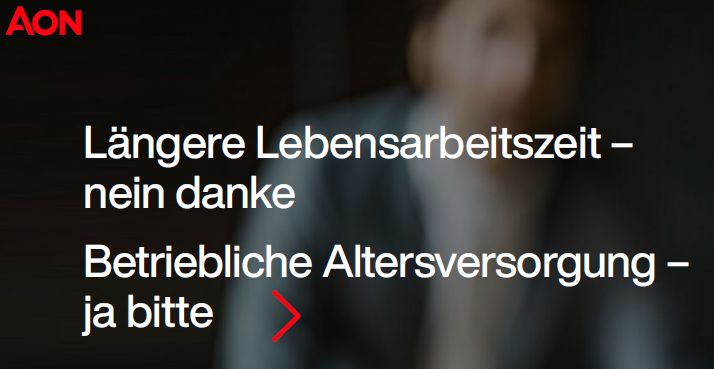 AON
Längere Lebensarbeitszeit –
nein danke
Betriebliche Altersversorgung –
ja bitte